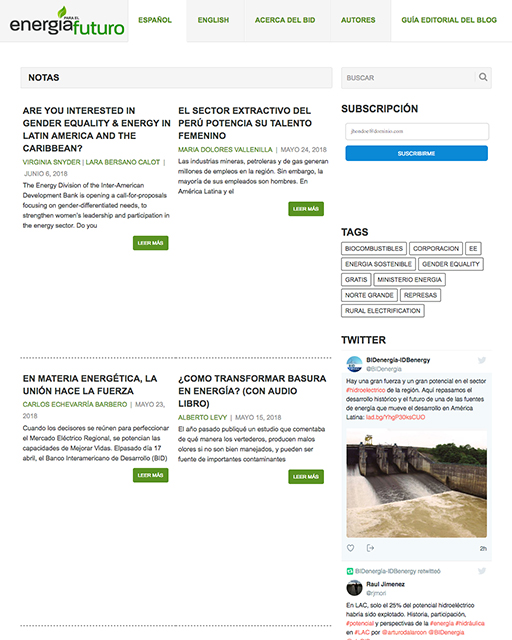 energía PARA EL futuro
ESPAÑOL
ENGLISH
ACERCA DEL BID
AUTORES
GUÍA EDITORIAL DEL BLOG
NOTAS
ARE YOU INTERESTED IN
GENDER EQUALITY & ENERGY IN
LATIN AMERICA AND THE
CARIBBEAN?
VIRGINIA SNYDER | LARA BERSANO CALOT |
JUNIO 6, 2018
The Energy Division of the Inter-American
Development Bank is opening a call-for-proposals
focusing on gender-differentiated needs, to
strengthen women's leadership and participation in
the energy sector. Do you
LEER MÁS
EL SECTOR EXTRACTIVO DEL
PERÚ POTENCIA SU TALENTO
FEMENINO
MARIA DOLORES VALLENILLA | MAYO 24, 2018
Las industrias mineras, petroleras y de gas generan
millones de empleos en la región. Sin embargo, la
mayoría de sus empleados son hombres. En
América Latina y el
LEER MÁS
EN MATERIA ENERGÉTICA, LA
UNIÓN HACE LA FUERZA
CARLOS ECHEVARRÍA BARBERO | MAYO 23,
2018
Cuando los decisores se reúnen para perfeccionar
el Mercado Eléctrico Regional, se potencian las
capacidades de Mejorar Vidas. Elpasado día 17
abril, el Banco Interamericano de Desarrollo (BID)
LEER MÁS
¿COMO TRANSFORMAR BASURA
EN ENERGÍA? (CON AUDIO
LIBRO)
ALBERTO LEVY | MAYO 15, 2018
El año pasado publiqué un estudio que comentaba
de qué manera los vertederos, producen malos
olores si no son bien manejados, y pueden ser
fuente de importantes contaminantes
LEER MÁS
BUSCAR
SUBSCRIPCIÓN
jhondoe@dominio.com
SUBSCRIBIRME
TAGS
BIOCOMBUSTIBLES CORPORACION EE
ENERGIA SOSTENIBLE GENDER EQUALITY
GRATIS MINISTERIO ENERGIA
NORTE GRANDE REPRESAS
RURAL ELECTRIFICATION
TWITTER
BIDenergía-IDBenergy
@BIDenergia
Hay una gran fuerza y un gran potencial en el sector
#hidroelectrico de la región. Aquí repasamos el
desarrollo histórico y el futuro de una de las fuentes
de energía que mueve el desarrollo en América
Latina: iad.bg/YhgP30ksCUO
2h
BIDenergía-IDBenergy retweetó
Raul Jimenez
@rjmori
En LAC, solo el 25% del potencial hidroeléctrico
habría sido explotado. Historia, participación,
#potencial y perspectivas de la #energía #hidráulica
en #LAC por @arturodalarcon @BIDenergia